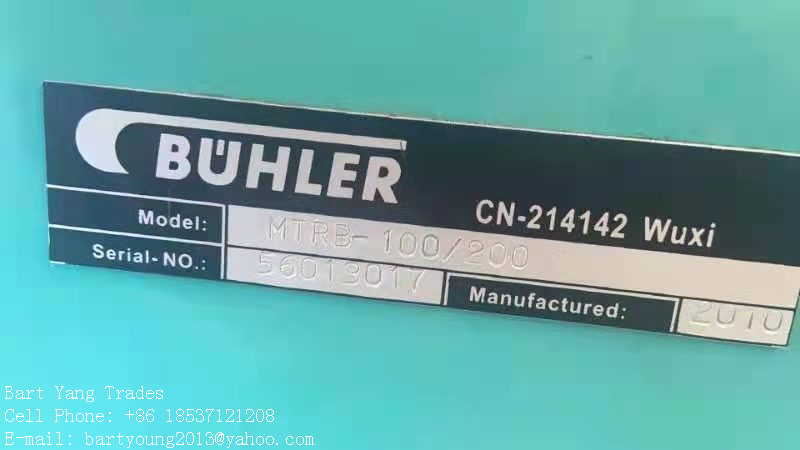 BÜHLER
CN-214142 Wuxi
Model: MTRB-100/200
Serial-NO.: 56013017
Manufactured: 2010
Bart Yang Trades
Cell Phone: +86 18537121208
E-mail: bartyoung2013@yahoo.com